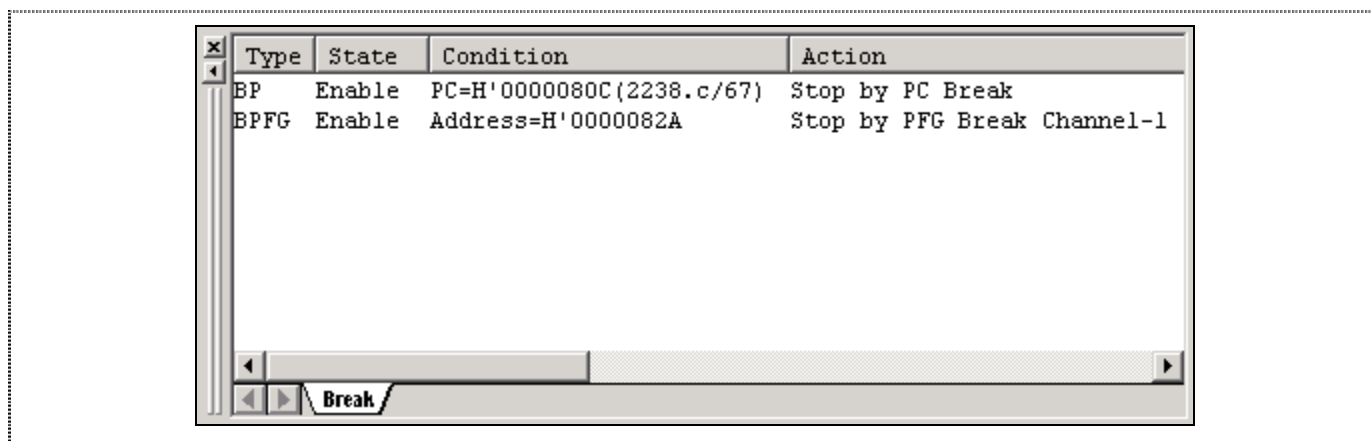 Type State Condition Action
BP Enable PC=H'0000080C(2238.c/67) Stop by PC Break
BPFG Enable Address=H'0000082A Stop by PFG Break Channel-1
Break